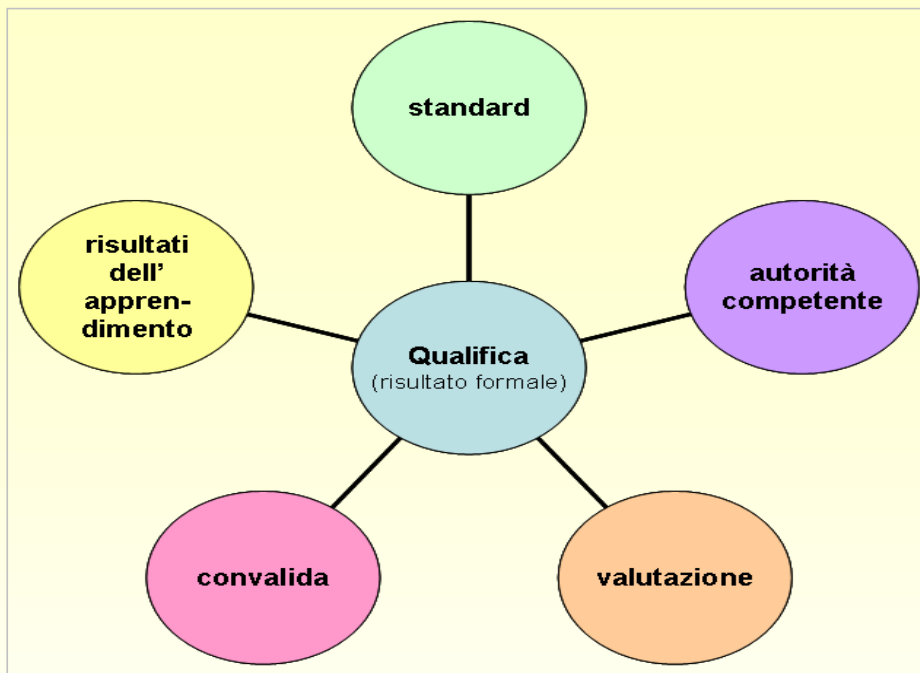 standard
risultati
dell'
appren-
dimento
autorità
competente
Qualifica
(risultato formale)
convalida
valutazione